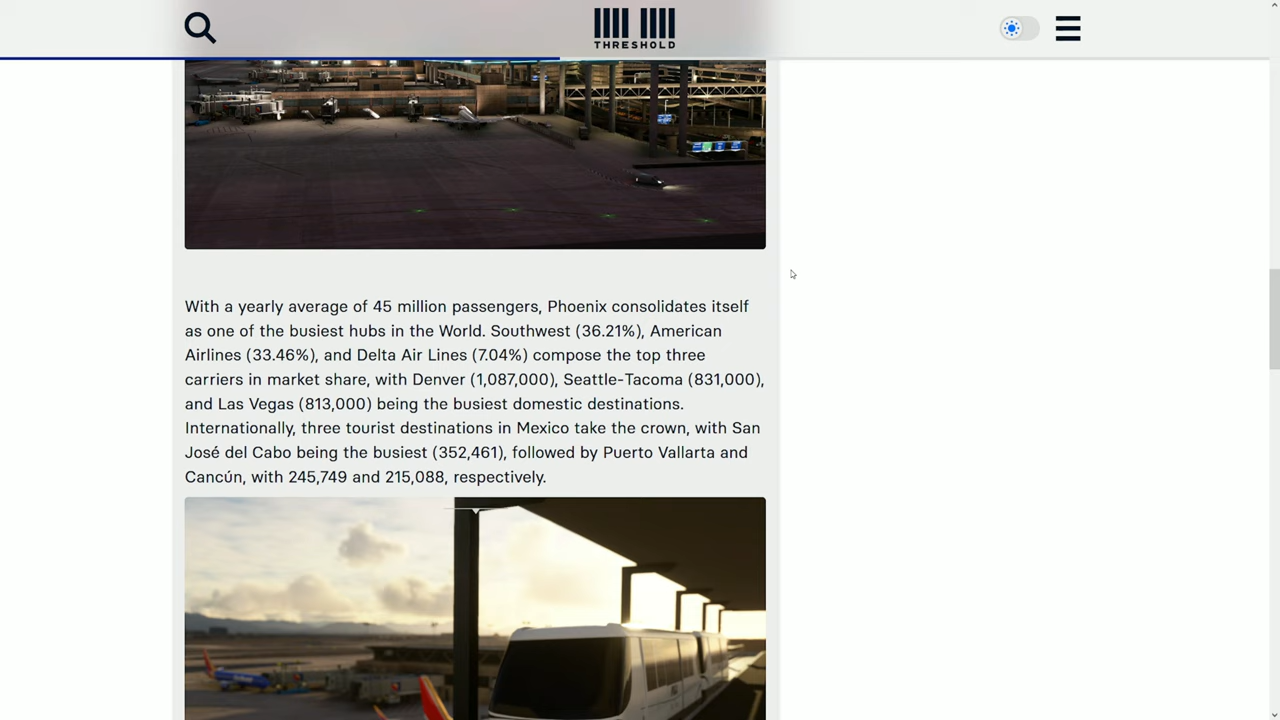 THRESHOLD
With a yearly average of 45 million passengers, Phoenix consolidates itself
as one of the busiest hubs in the World. Southwest (36.21%), American
Airlines (33.46%), and Delta Air Lines (7.04%) compose the top three
carriers in market share, with Denver (1,087,000), Seattle-Tacoma (831,000),
and Las Vegas (813,000) being the busiest domestic destinations.
Internationally, three tourist destinations in Mexico take the crown, with San
José del Cabo being the busiest (352,461), followed by Puerto Vallarta and
Cancún, with 245,749 and 215,088, respectively.